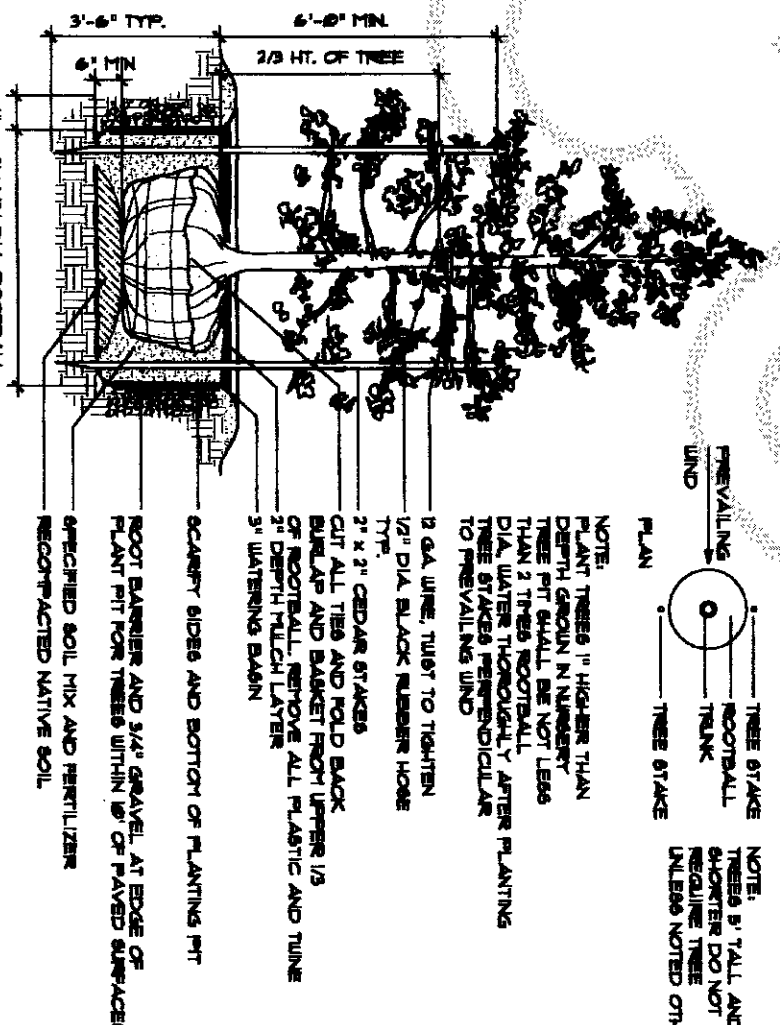 3'-6" TYP.
6'-0" MIN.
2/3 HT. OF TREE
6" MIN
PREVAILING
WIND
PLAN
TREE STAKE
ROOTBALL
TRUNK
TREE STAKE
NOTE:
TREES 5' TALL AND
SHORTER DO NOT
REQUIRE TREE
UNLESS NOTED
NOTE:
PLANT TREES 1" HIGHER THAN
DEPTH GROWN IN NURSERY
TREE PIT SHALL BE NOT LESS
THAN 2 TIMES ROOTBALL
DIA. WATER THOROUGHLY AFTER PLANTING
TREE STAKES PERPENDICULAR
TO PREVAILING WIND
12 GA. WIRE, TWIST TO TIGHTEN
1/2" DIA. BLACK RUBBER HOSE
TYP.
2" x 2" CEDAR STAKES
CUT ALL TIES AND FOLD BACK
BURLAP AND BASKET FROM UPPER 1/3
OF ROOTBALL. REMOVE ALL PLASTIC AND TWINE
2" DEPTH MULCH LAYER
3" WATERING BASIN
SCARIFY SIDES AND BOTTOM OF PLANTING PIT
ROOT BARRIER AND 3/4" GRAVEL AT EDGE OF
PLANT PIT FOR TREES WITHIN 10' OF PAVED SURFACES
SPECIFIED SOIL MIX AND FERTILIZER
RECOMPACTED NATIVE SOIL